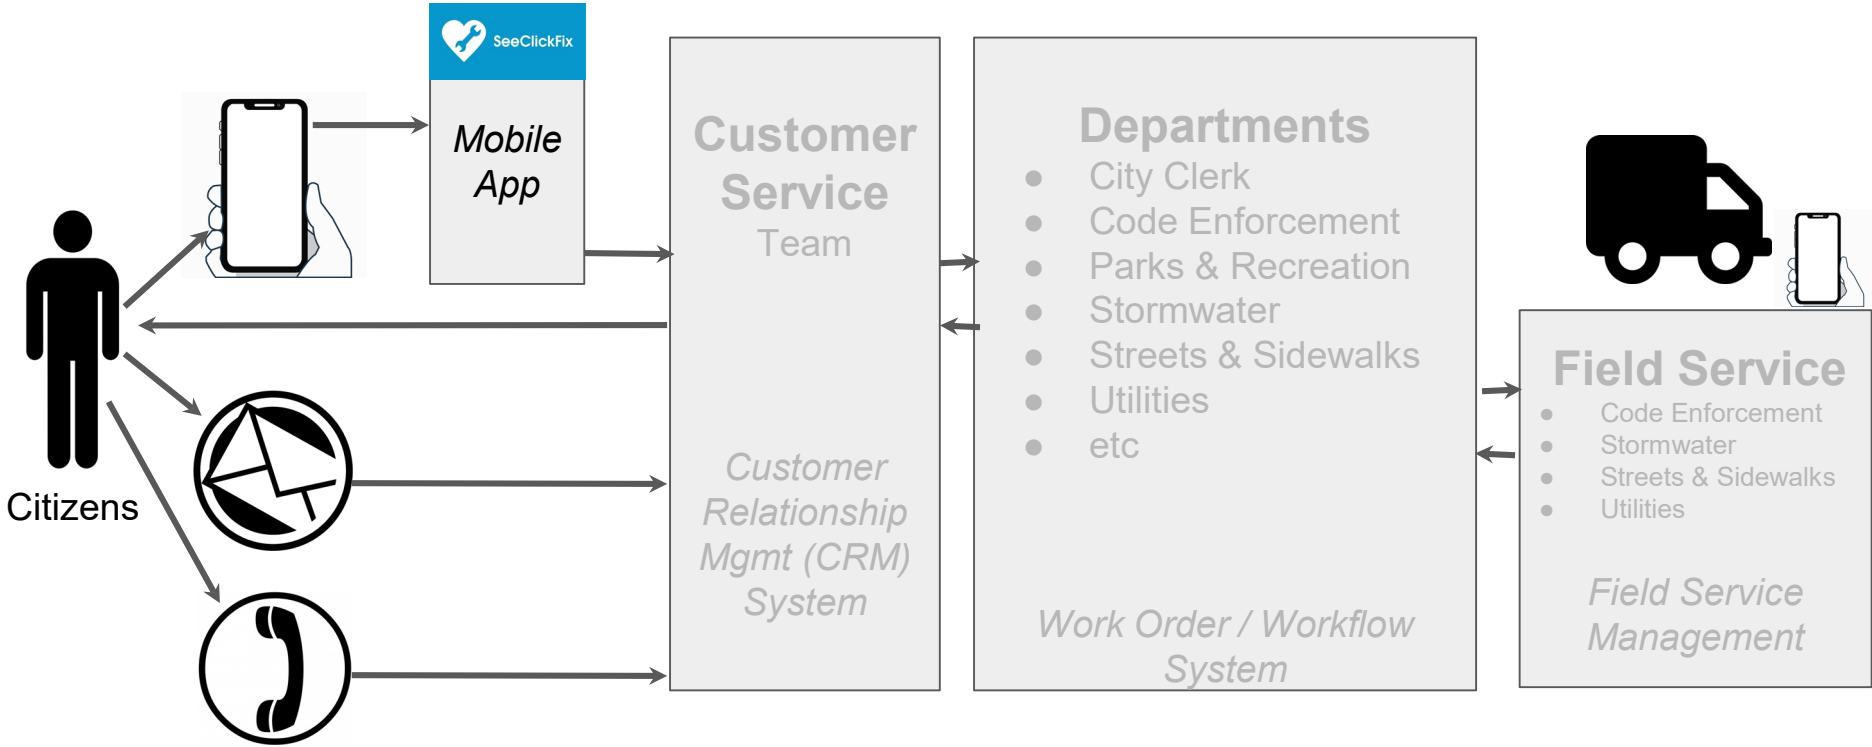 SeeClickFix
Mobile
App
Citizens
Customer
Service
Team
Customer
Relationship
Mgmt (CRM)
System
Departments
● City Clerk
● Code Enforcement
● Parks & Recreation
● Stormwater
● Streets & Sidewalks
● Utilities
● etc
Work Order / Workflow
System
Field Service
● Code Enforcement
● Stormwater
● Streets & Sidewalks
● Utilities
Field Service
Management